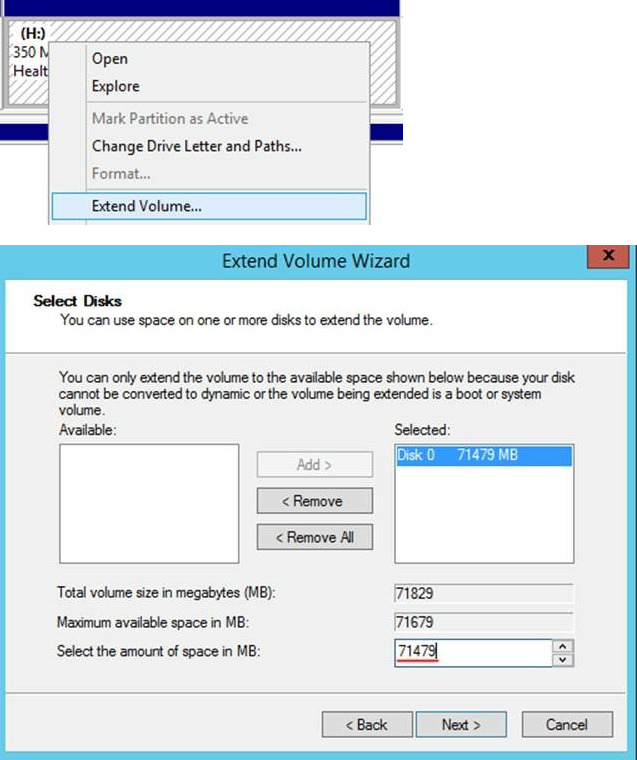 (H:)
350 M
Healt
Open
Explore
Mark Partition as Active
Change Drive Letter and Paths...
Format...
Extend Volume...
Extend Volume Wizard
x
Select Disks
You can use space on one or more disks to extend the volume.
You can only extend the volume to the available space shown below because your disk
cannot be converted to dynamic or the volume being extended is a boot or system
volume.
Available:
Selected:
Disk 0 71479 MB
Add >
< Remove
< Remove All
Total volume size in megabytes (MB):
71829
Maximum available space in MB:
71679
Select the amount of space in MB:
71479
< Back
Next >
Cancel